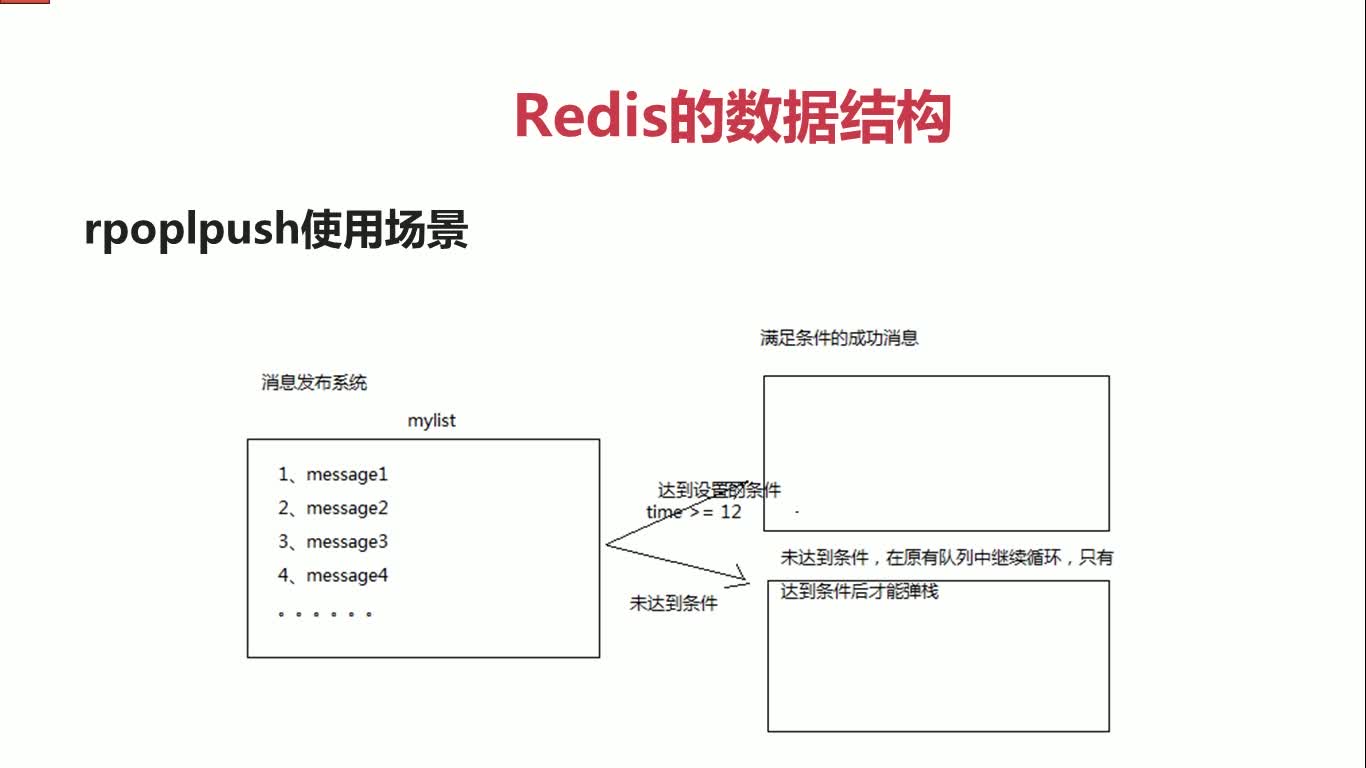 Redis的数据结构
rpoplpush使用场景
满足条件的成功消息
消息发布系统
mylist
1、message1
2、message2
3、message3
4、message4
。。。。。。
达到设置的条件
time >= 12
未达到条件，在原有队列中继续循环，只有
达到条件后才能弹栈
未达到条件